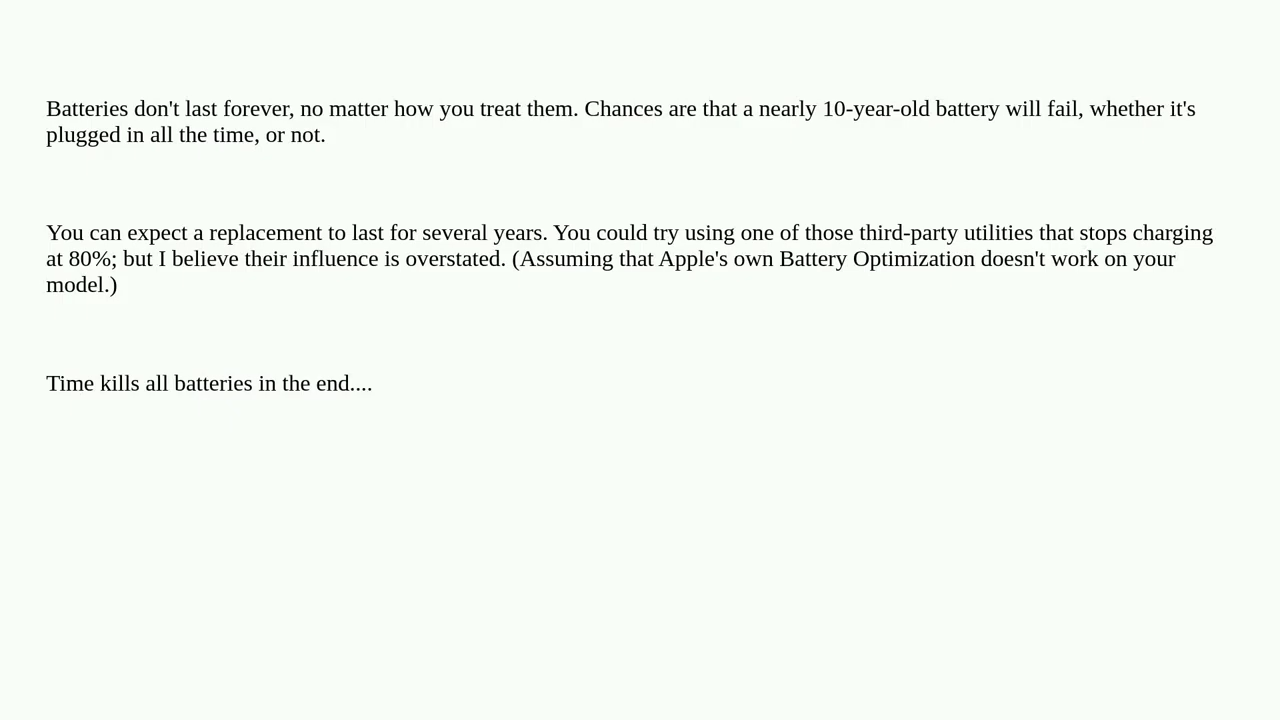 Batteries don't last forever, no matter how you treat them. Chances are that a nearly 10-year-old battery will fail, whether it's
plugged in all the time, or not.
You can expect a replacement to last for several years. You could try using one of those third-party utilities that stops charging
at 80%; but I believe their influence is overstated. (Assuming that Apple's own Battery Optimization doesn't work on your
model.)
Time kills all batteries in the end....